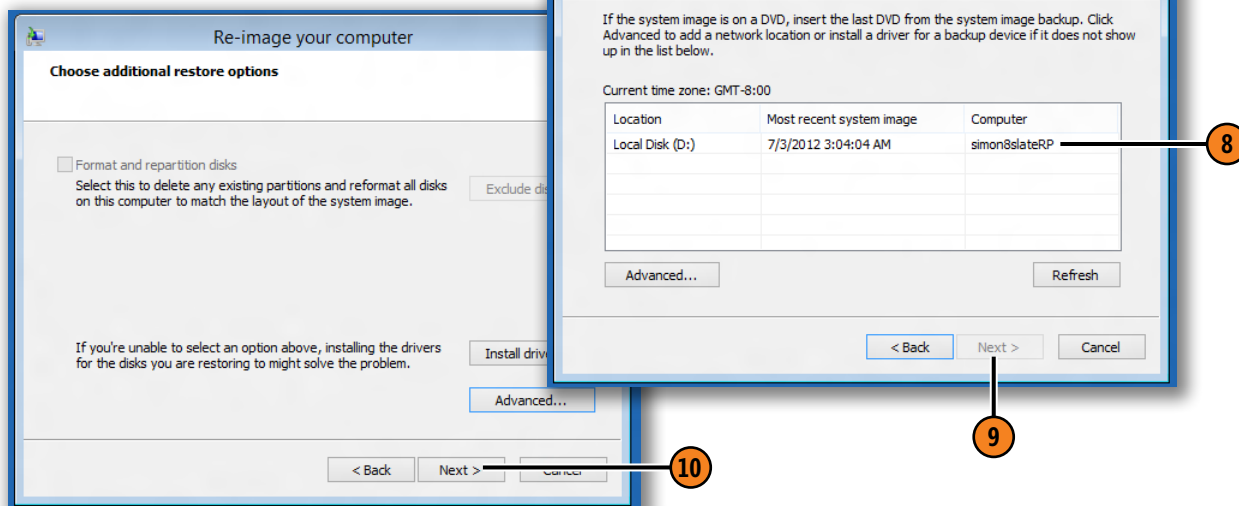 Re-image your computer
Choose additional restore options
Format and repartition disks
Select this to delete any existing partitions and reformat all disks
on this computer to match the layout of the system image.
Exclude
If you're unable to select an option above, installing the drivers
for the disks you are restoring to might solve the problem.
Install
Advanced...
< Back
Next >
Cancel
10
If the system image is on a DVD, insert the last DVD from the system image backup. Click
Advanced to add a network location or install a driver for a backup device if it does not show
up in the list below.
Current time zone: GMT-8:00
Location Most recent system image Computer
Local Disk (D:) 7/3/2012 3:04:04 AM simon8slateRP
8
Advanced...
Refresh
< Back
Next >
Cancel
9